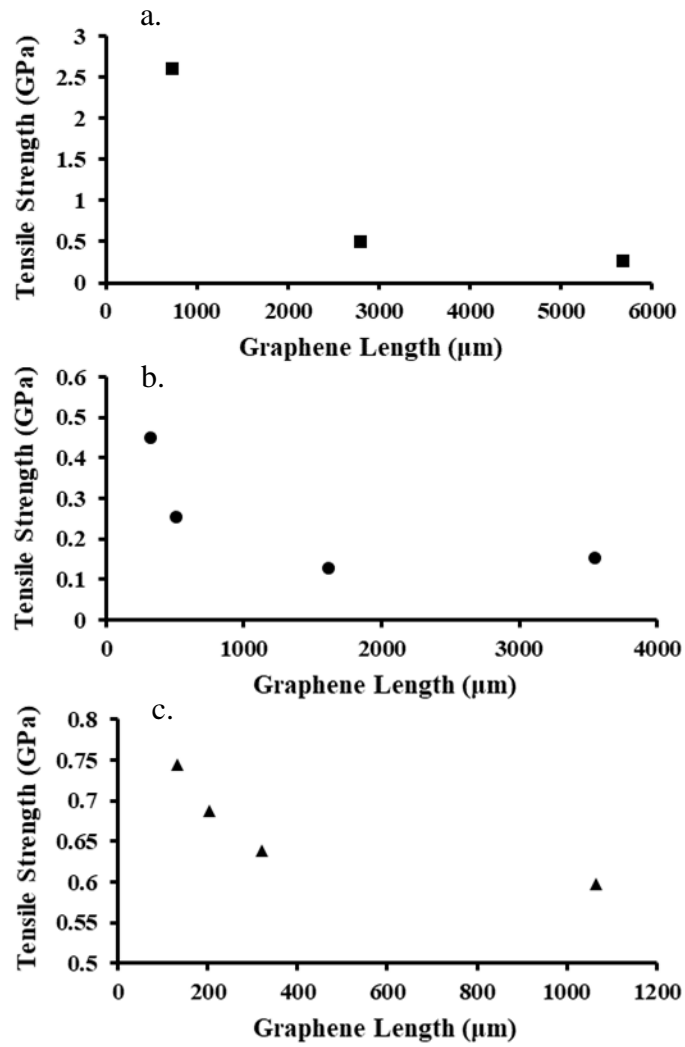 a.
Tensile Strength (GPa)
3
2.5
2
1.5
1
0.5
0
0 1000 2000 3000 4000 5000 6000
Graphene Length (μm)
b.
Tensile Strength (GPa)
0.6
0.5
0.4
0.3
0.2
0.1
0
0 1000 2000 3000 4000
Graphene Length (μm)
c.
Tensile Strength (GPa)
0.8
0.75
0.7
0.65
0.6
0.55
0.5
0 200 400 600 800 1000 1200
Graphene Length (μm)